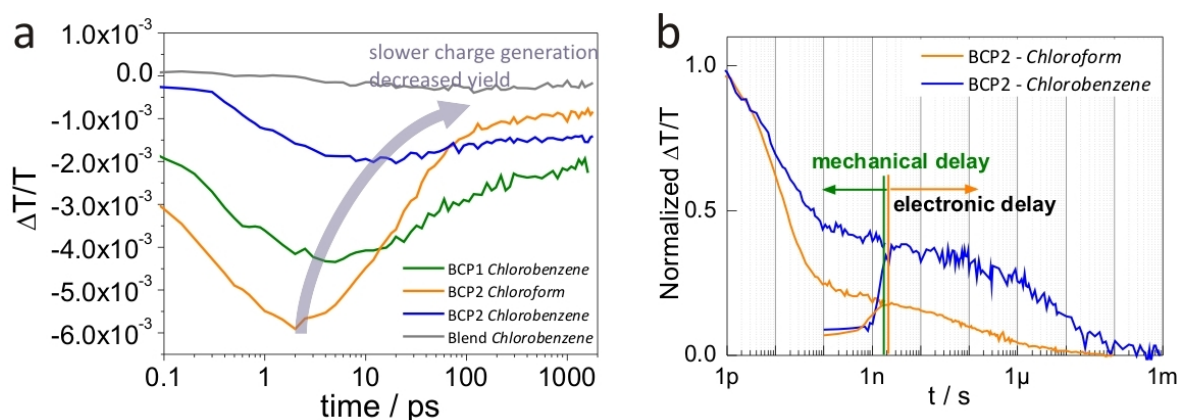 a
1.0x10⁻³
0.0
-1.0x10⁻³
-2.0x10⁻³
-3.0x10⁻³
-4.0x10⁻³
-5.0x10⁻³
-6.0x10⁻³
ΔT/T
slower charge generation
decreased yield
BCP1 Chlorobenzene
BCP2 Chloroform
BCP2 Chlorobenzene
Blend Chlorobenzene
0.1 1 10 100 1000
time / ps
b
1.0
0.5
0.0
Normalized ΔT/T
BCP2 - Chloroform
BCP2 - Chlorobenzene
mechanical delay
electronic delay
1p 1n 1µ 1m
t / s